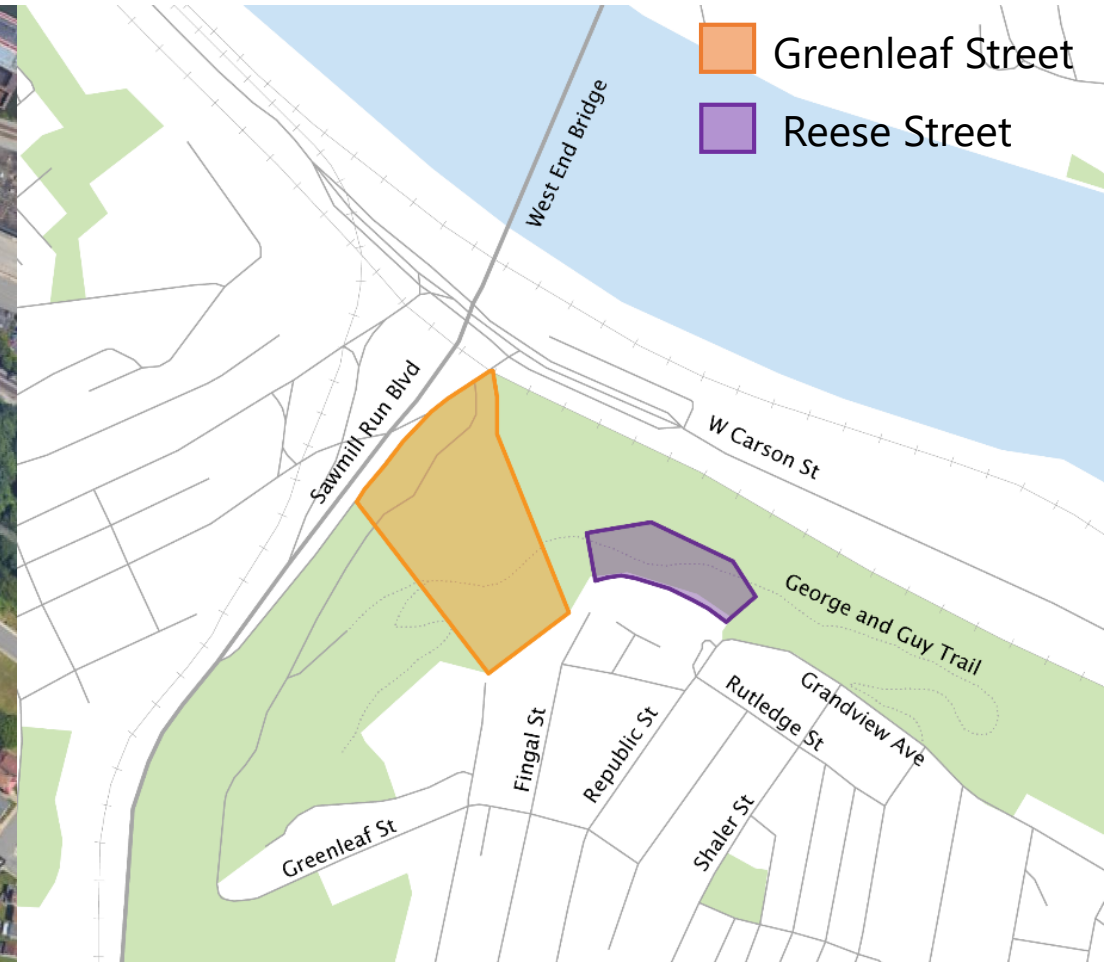 Greenleaf Street
Reese Street
West End Bridge
Sawmill Run Blvd
W Carson St
George and Guy Trail
Grandview Ave
Rutledge St
Fingal St
Republic St
Shaler St
Greenleaf St